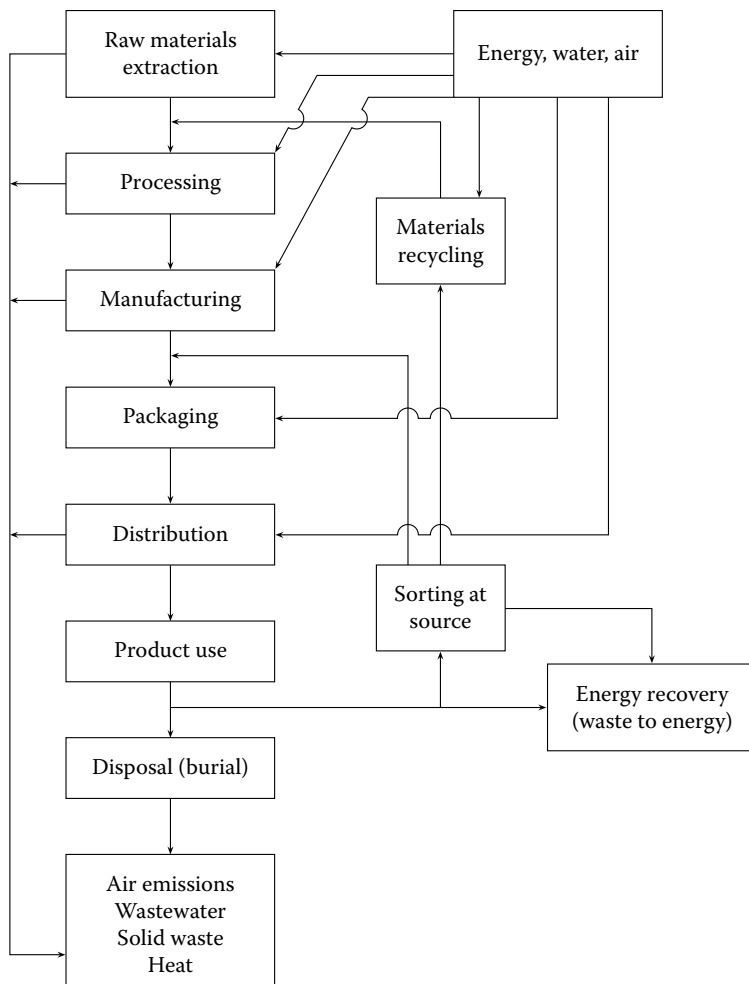 Raw materials
extraction
Energy, water, air
Processing
Materials
recycling
Manufacturing
Packaging
Distribution
Sorting at
source
Product use
Energy recovery
(waste to energy)
Disposal (burial)
Air emissions
Wastewater
Solid waste
Heat